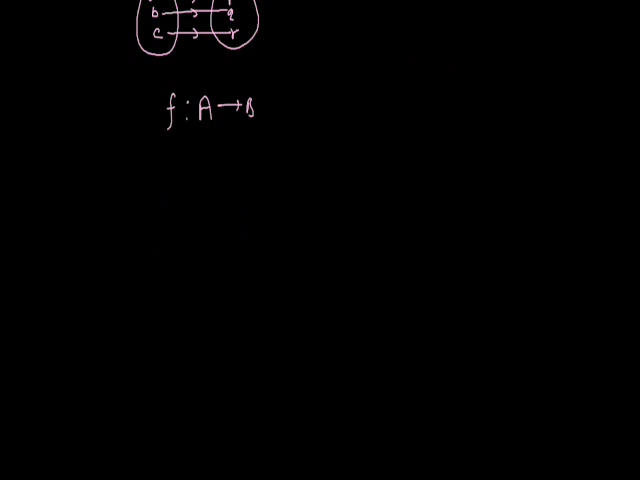 b → q
c → r
f : A → B